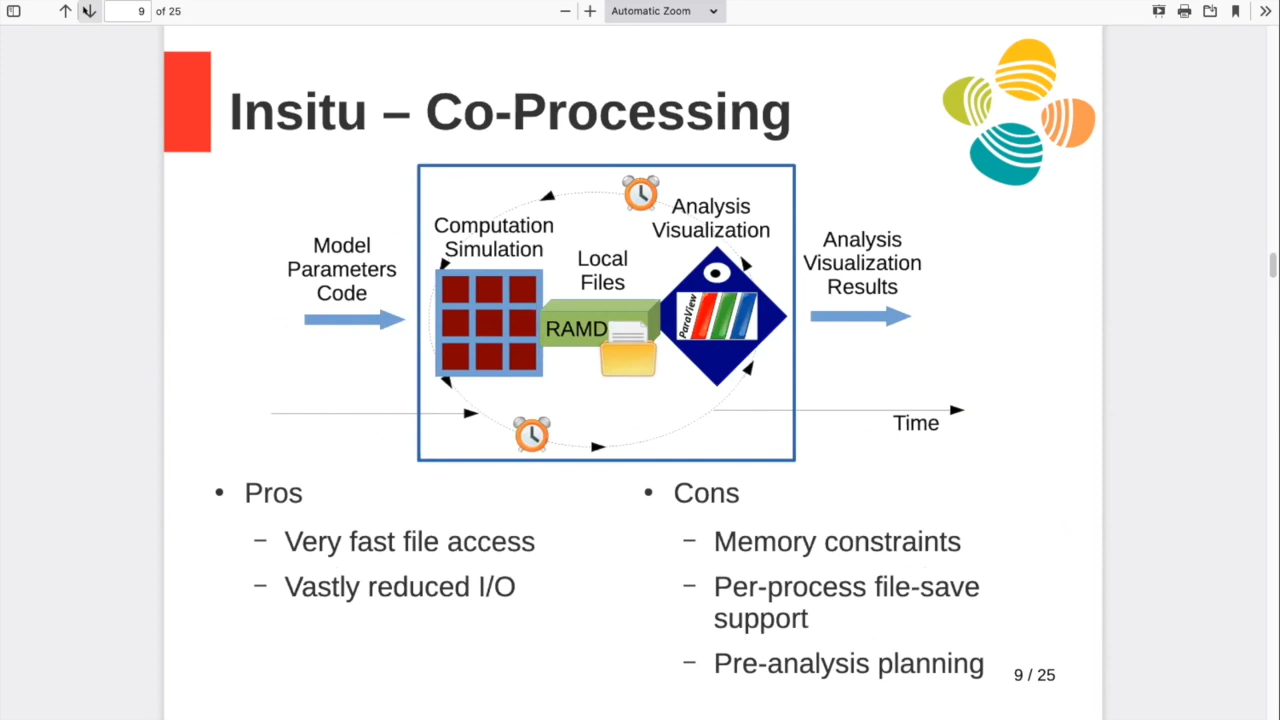 9 of 25 Automatic Zoom
Insitu – Co-Processing
Model
Parameters
Code
Computation
Simulation
Local
Files
RAMD
Analysis
Visualization
ParaView
Analysis
Visualization
Results
Time
• Pros
– Very fast file access
– Vastly reduced I/O
• Cons
– Memory constraints
– Per-process file-save
support
– Pre-analysis planning
9 / 25